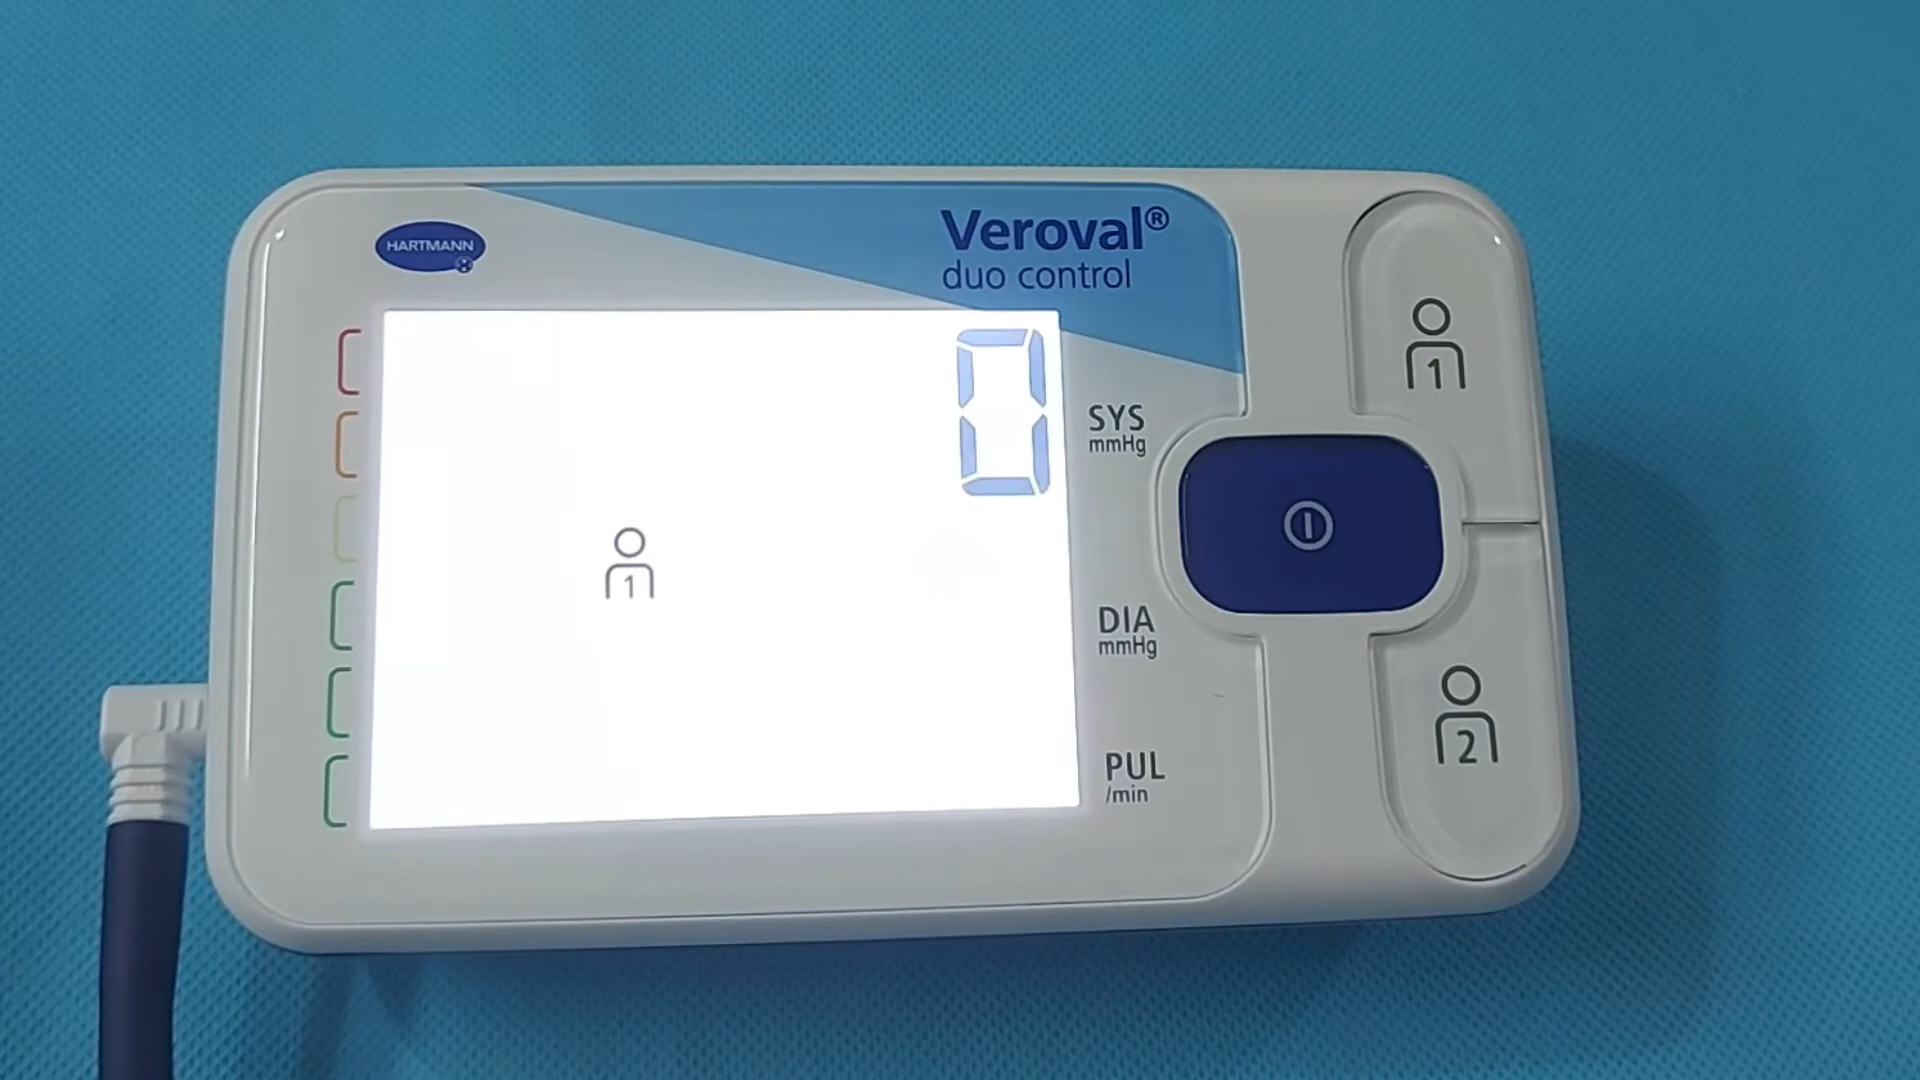 HARTMANN
Veroval®
duo control
0
SYS
mmHg
1
DIA
mmHg
PUL
/min
1
2